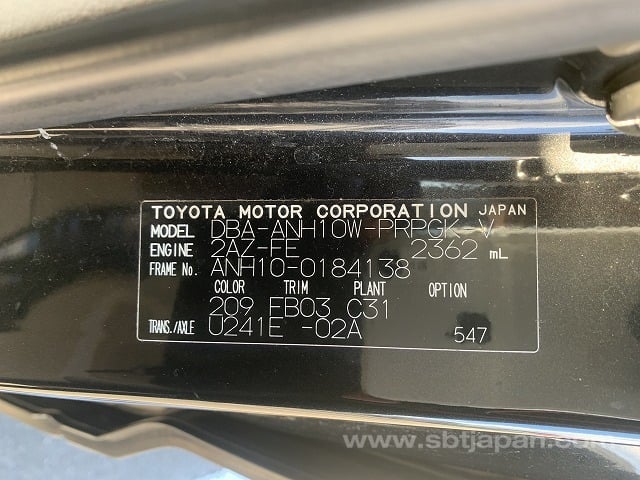 TOYOTA MOTOR CORPORATION JAPAN
MODEL DBA-ANH10W-PRPGK-V
ENGINE 2AZ-FE 2362 mL
FRAME No. ANH10-0184138
COLOR TRIM PLANT OPTION
209 FB03 C31
TRANS./AXLE U241E -02A 547
www.sbtjapan.com